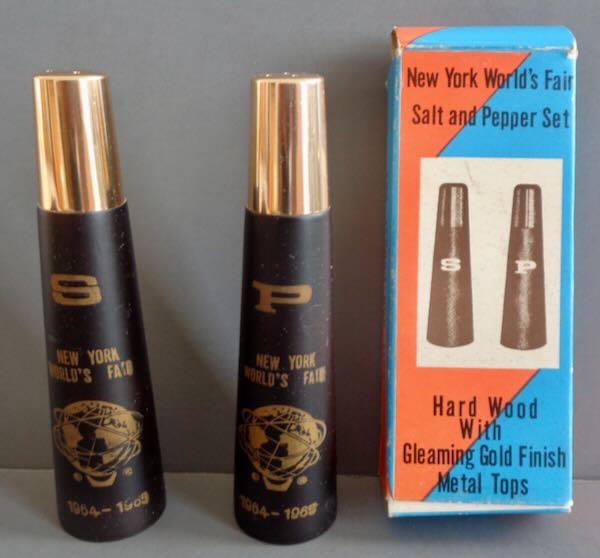 S
NEW YORK
WORLD'S FAIR
1964-1965
P
NEW YORK
WORLD'S FAIR
1964-1965
New York World's Fair
Salt and Pepper Set
S
P
Hard Wood
With
Gleaming Gold Finish
Metal Tops